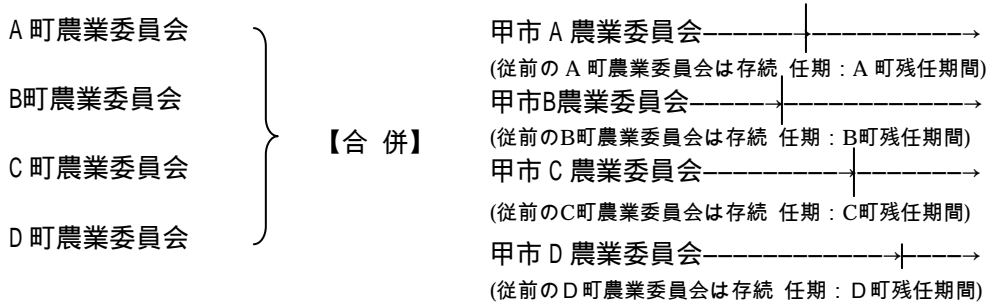 A町農業委員会
B町農業委員会
C町農業委員会
D町農業委員会
【合 併】
甲市A農業委員会
(従前のA町農業委員会は存続 任期：A町残任期間)
甲市B農業委員会
(従前のB町農業委員会は存続 任期：B町残任期間)
甲市C農業委員会
(従前のC町農業委員会は存続 任期：C町残任期間)
甲市D農業委員会
(従前のD町農業委員会は存続 任期：D町残任期間)